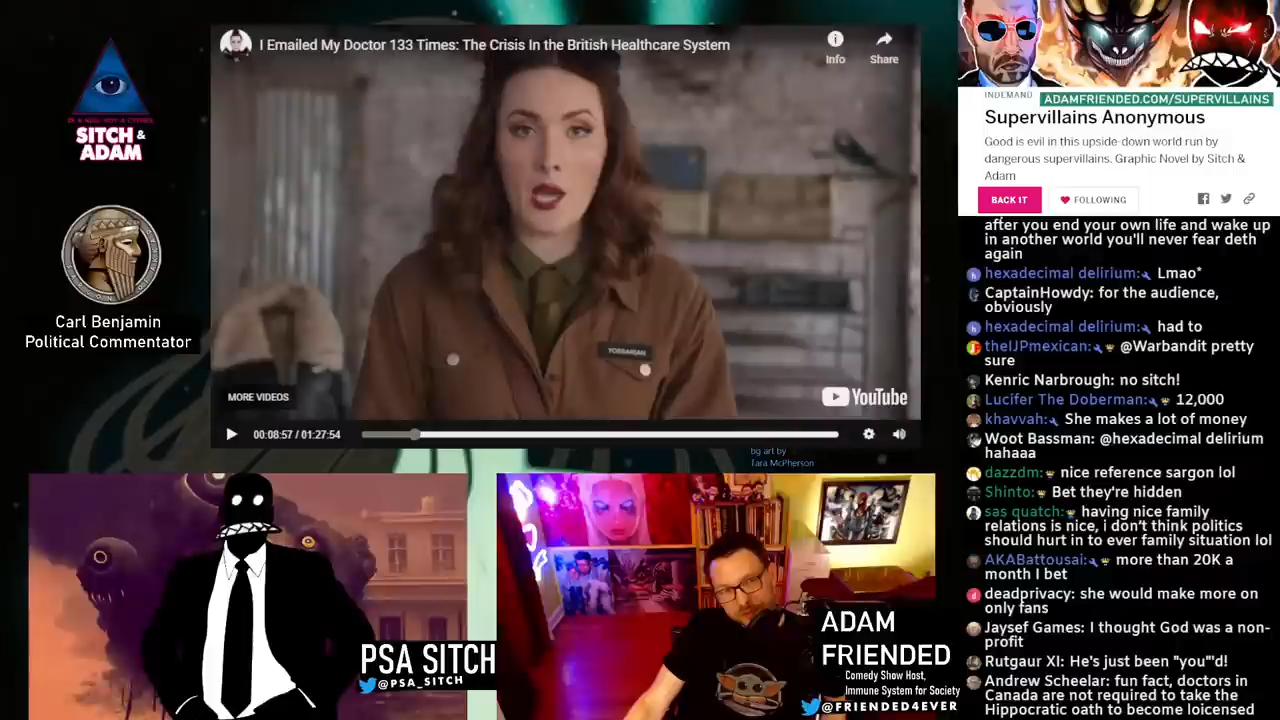 I Emailed My Doctor 133 Times: The Crisis In the British Healthcare System
Info
Share
SITCH &
ADAM
Carl Benjamin
Political Commentator
YOSSARIAN
MORE VIDEOS
YouTube
00:08:57 / 01:27:54
bg art by
Tara McPherson
PSA SITCH
@PSA_SITCH
ADAM
FRIENDED
Comedy Show Host,
Immune System for Society
@FRIENDED4EVER
INDEMAND
ADAMFRIENDED.COM/SUPERVILLAINS
Supervillains Anonymous
Good is evil in this upside-down world run by
dangerous supervillains. Graphic Novel by Sitch &
Adam
BACK IT
FOLLOWING
after you end your own life and wake up
in another world you'll never fear deth
again
hexadecimal delirium: Lmao*
CaptainHowdy: for the audience,
obviously
hexadecimal delirium: had to
theIJPmexican: @Warbandit pretty
sure
Kenric Narbrough: no sitch!
Lucifer The Doberman: 12,000
khavvah: She makes a lot of money
Woot Bassman: @hexadecimal delirium
hahaaa
dazzdm: nice reference sargon lol
Shinto: Bet they're hidden
sas quatch: having nice family
relations is nice, i don't think politics
should hurt in to ever family situation lol
AKABattousai: more than 20K a
month I bet
deadprivacy: she would make more on
only fans
Jaysef Games: I thought God was a non-
profit
Rutgaur XI: He's just been "you"'d!
Andrew Scheelar: fun fact, doctors in
Canada are not required to take the
Hippocratic oath to become loicensed